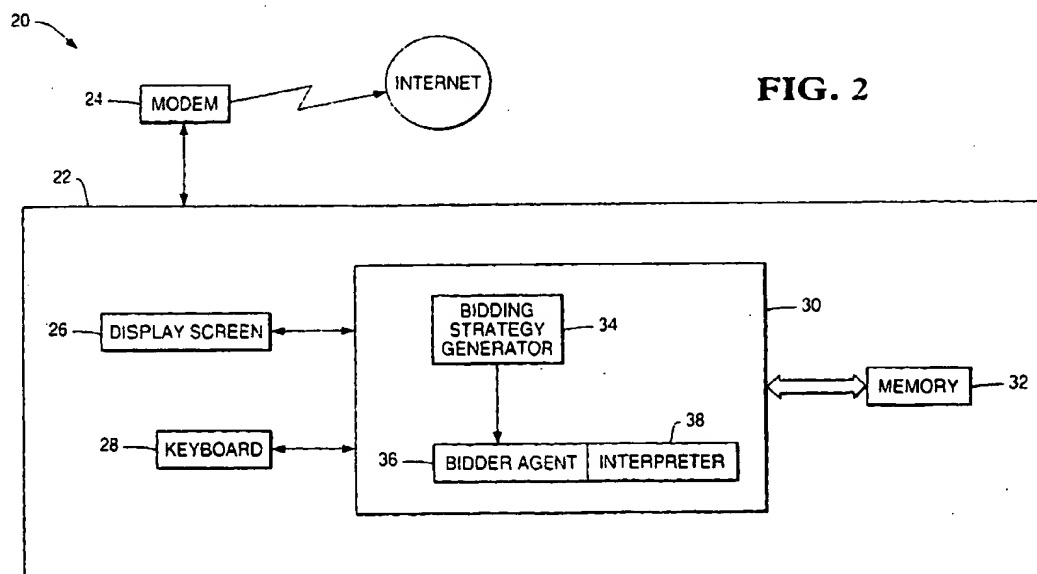 20
INTERNET
FIG. 2
24
MODEM
22
30
BIDDING
STRATEGY
GENERATOR
34
26
DISPLAY SCREEN
MEMORY
32
28
KEYBOARD
38
36
BIDDER AGENT
INTERPRETER